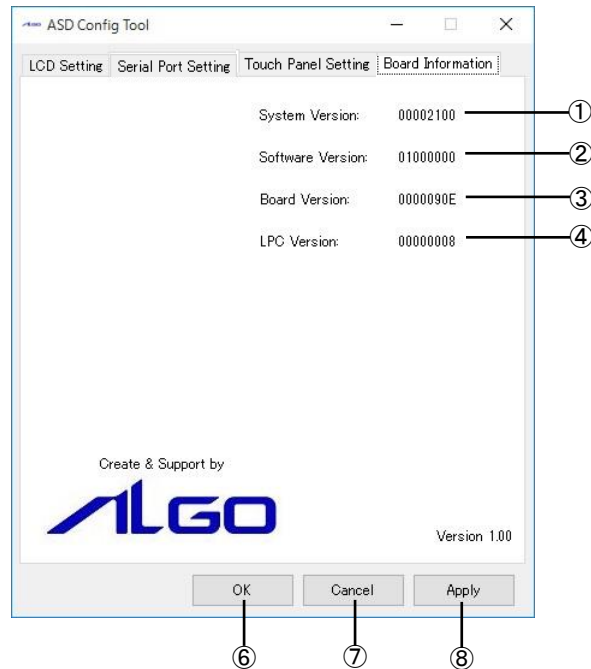 ASD Config Tool
LCD Setting Serial Port Setting Touch Panel Setting Board Information
System Version: 00002100 ①
Software Version: 01000000 ②
Board Version: 0000090E ③
LPC Version: 00000008 ④
Create & Support by
ALGO
Version 1.00
OK Cancel Apply
⑥ ⑦ ⑧